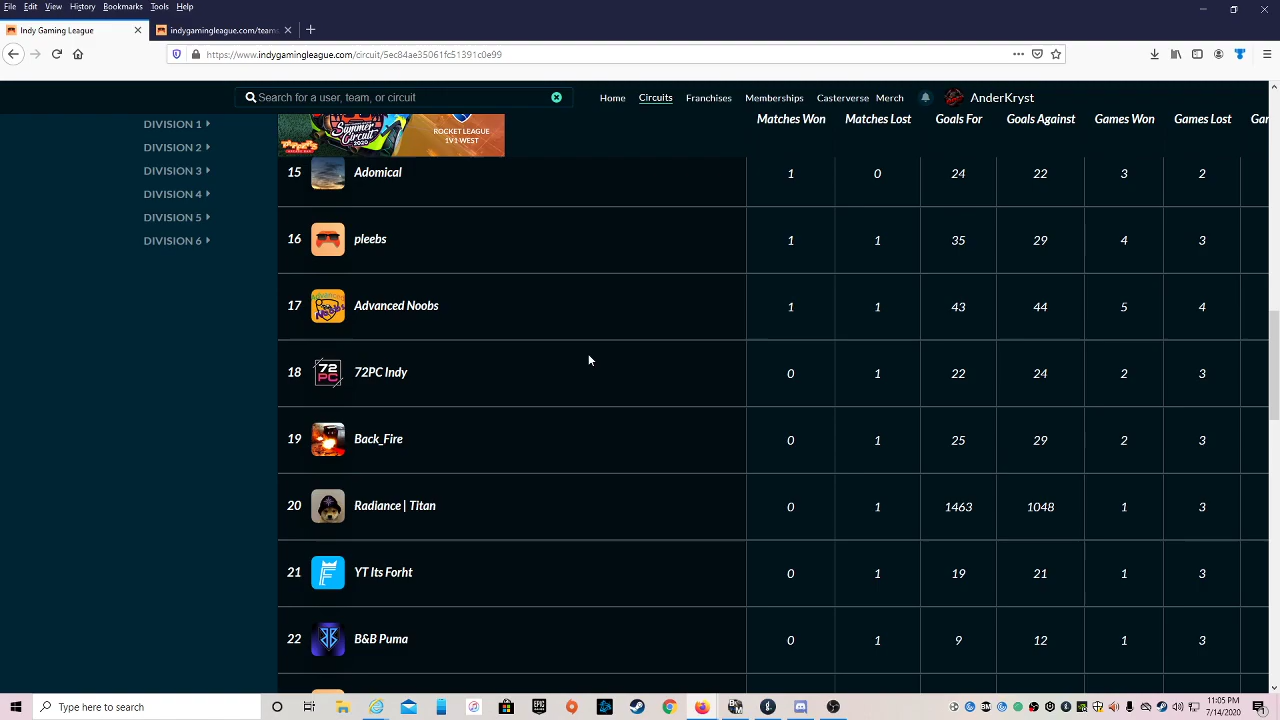 File Edit View History Bookmarks Tools Help
Indy Gaming League
indygamingleague.com/teams
https://www.indygamingleague.com/circuit/5ec84ae35061fc51391c0e99
Search for a user, team, or circuit
Home Circuits Franchises Memberships Casterverse Merch AnderKryst
DIVISION 1
DIVISION 2
DIVISION 3
DIVISION 4
DIVISION 5
DIVISION 6
Summer Circuit 2020
ROCKET LEAGUE
1V1 WEST
Matches Won Matches Lost Goals For Goals Against Games Won Games Lost Gar
15 Adomical 1 0 24 22 3 2
16 pleebs 1 1 35 29 4 3
17 Advanced Noobs 1 1 43 44 5 4
18 72PC Indy 0 1 22 24 2 3
72
PC
19 Back_Fire 0 1 25 29 2 3
20 Radiance | Titan 0 1 1463 1048 1 3
21 YT Its Forht 0 1 19 21 1 3
22 B&B Puma 0 1 9 12 1 3
Type here to search
11:05 PM
7/14/2020